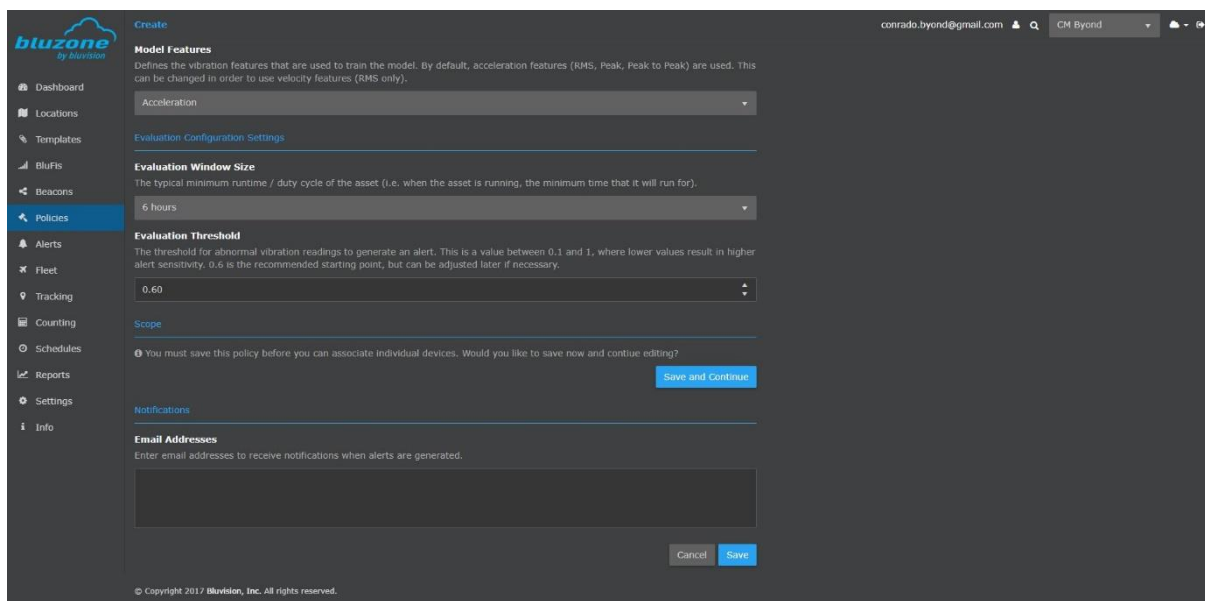 Create
conrado.byond@gmail.com
CM Byond
bluzone
by bluvision
Dashboard
Locations
Templates
BluFis
Beacons
Policies
Alerts
Fleet
Tracking
Counting
Schedules
Reports
Settings
Info
Model Features
Defines the vibration features that are used to train the model. By default, acceleration features (RMS, Peak, Peak to Peak) are used. This
can be changed in order to use velocity features (RMS only).
Acceleration
Evaluation Configuration Settings
Evaluation Window Size
The typical minimum runtime / duty cycle of the asset (i.e. when the asset is running, the minimum time that it will run for).
6 hours
Evaluation Threshold
The threshold for abnormal vibration readings to generate an alert. This is a value between 0.1 and 1, where lower values result in higher
alert sensitivity. 0.6 is the recommended starting point, but can be adjusted later if necessary.
0.60
Scope
You must save this policy before you can associate individual devices. Would you like to save now and contiue editing?
Save and Continue
Notifications
Email Addresses
Enter email addresses to receive notifications when alerts are generated.
Cancel
Save
© Copyright 2017 Bluvision, Inc. All rights reserved.